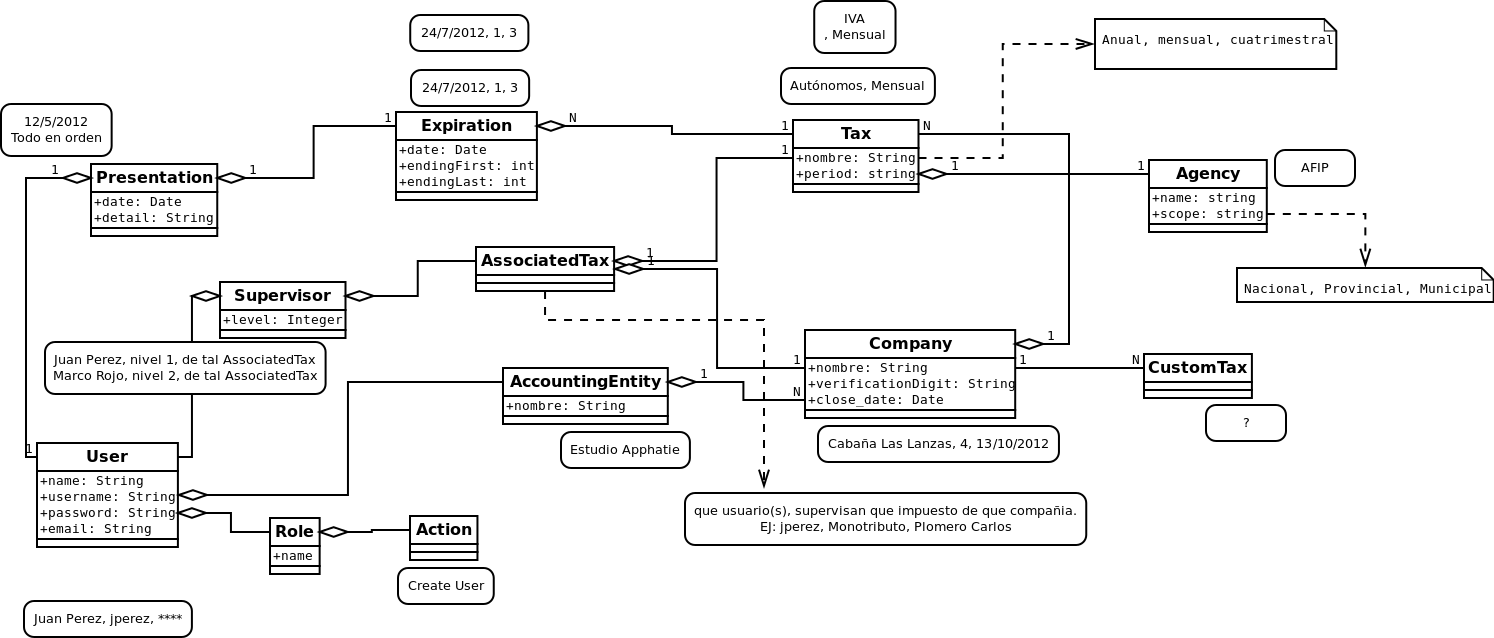 IVA
, Mensual
24/7/2012, 1, 3
Anual, mensual, cuatrimestral
24/7/2012, 1, 3
Autónomos, Mensual
12/5/2012
Todo en orden
1
Expiration
+date: Date
+endingFirst: int
+endingLast: int
N
1
1
Tax
+nombre: String
+period: string
N
1
1
Agency
+name: string
+scope: string
AFIP
1
Presentation
+date: Date
+detail: String
1
Nacional, Provincial, Municipal
AssociatedTax
1
1
Supervisor
+level: Integer
Juan Perez, nivel 1, de tal AssociatedTax
Marco Rojo, nivel 2, de tal AssociatedTax
1
N
Company
+nombre: String
+verificationDigit: String
+close_date: Date
1
1
N
CustomTax
?
AccountingEntity
+nombre: String
1
Estudio Apphatie
Cabaña Las Lanzas, 4, 13/10/2012
1
User
+name: String
+username: String
+password: String
+email: String
Role
+name
Action
Create User
que usuario(s), supervisan que impuesto de que compañia.
EJ: jperez, Monotributo, Plomero Carlos
Juan Perez, jperez, ****